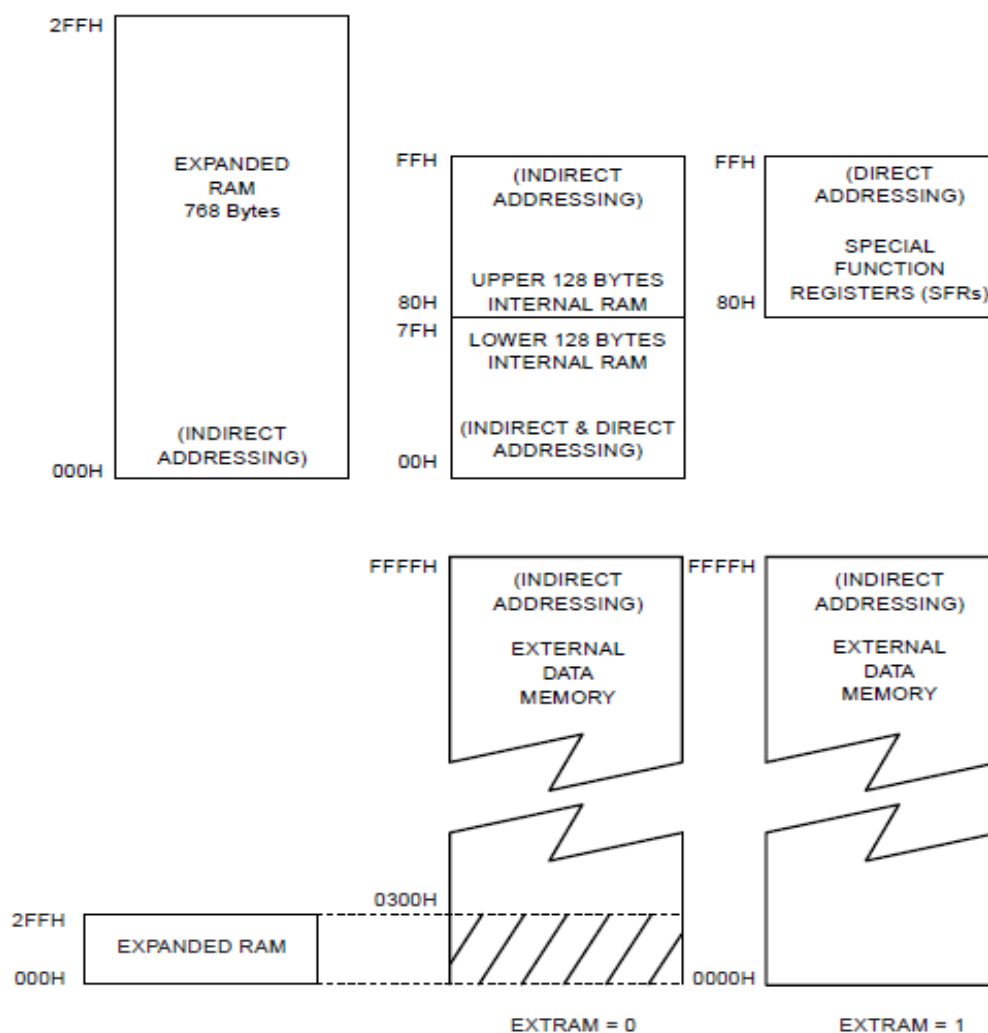 2FFH
EXPANDED
RAM
768 Bytes
(INDIRECT
ADDRESSING)
000H
FFH
(INDIRECT
ADDRESSING)
UPPER 128 BYTES
INTERNAL RAM
80H
7FH
LOWER 128 BYTES
INTERNAL RAM
(INDIRECT & DIRECT
ADDRESSING)
00H
FFH
(DIRECT
ADDRESSING)
SPECIAL
FUNCTION
REGISTERS (SFRs)
80H
FFFFH
(INDIRECT
ADDRESSING)
EXTERNAL
DATA
MEMORY
FFFFH
(INDIRECT
ADDRESSING)
EXTERNAL
DATA
MEMORY
0300H
2FFH
EXPANDED RAM
000H
0000H
EXTRAM = 0
EXTRAM = 1